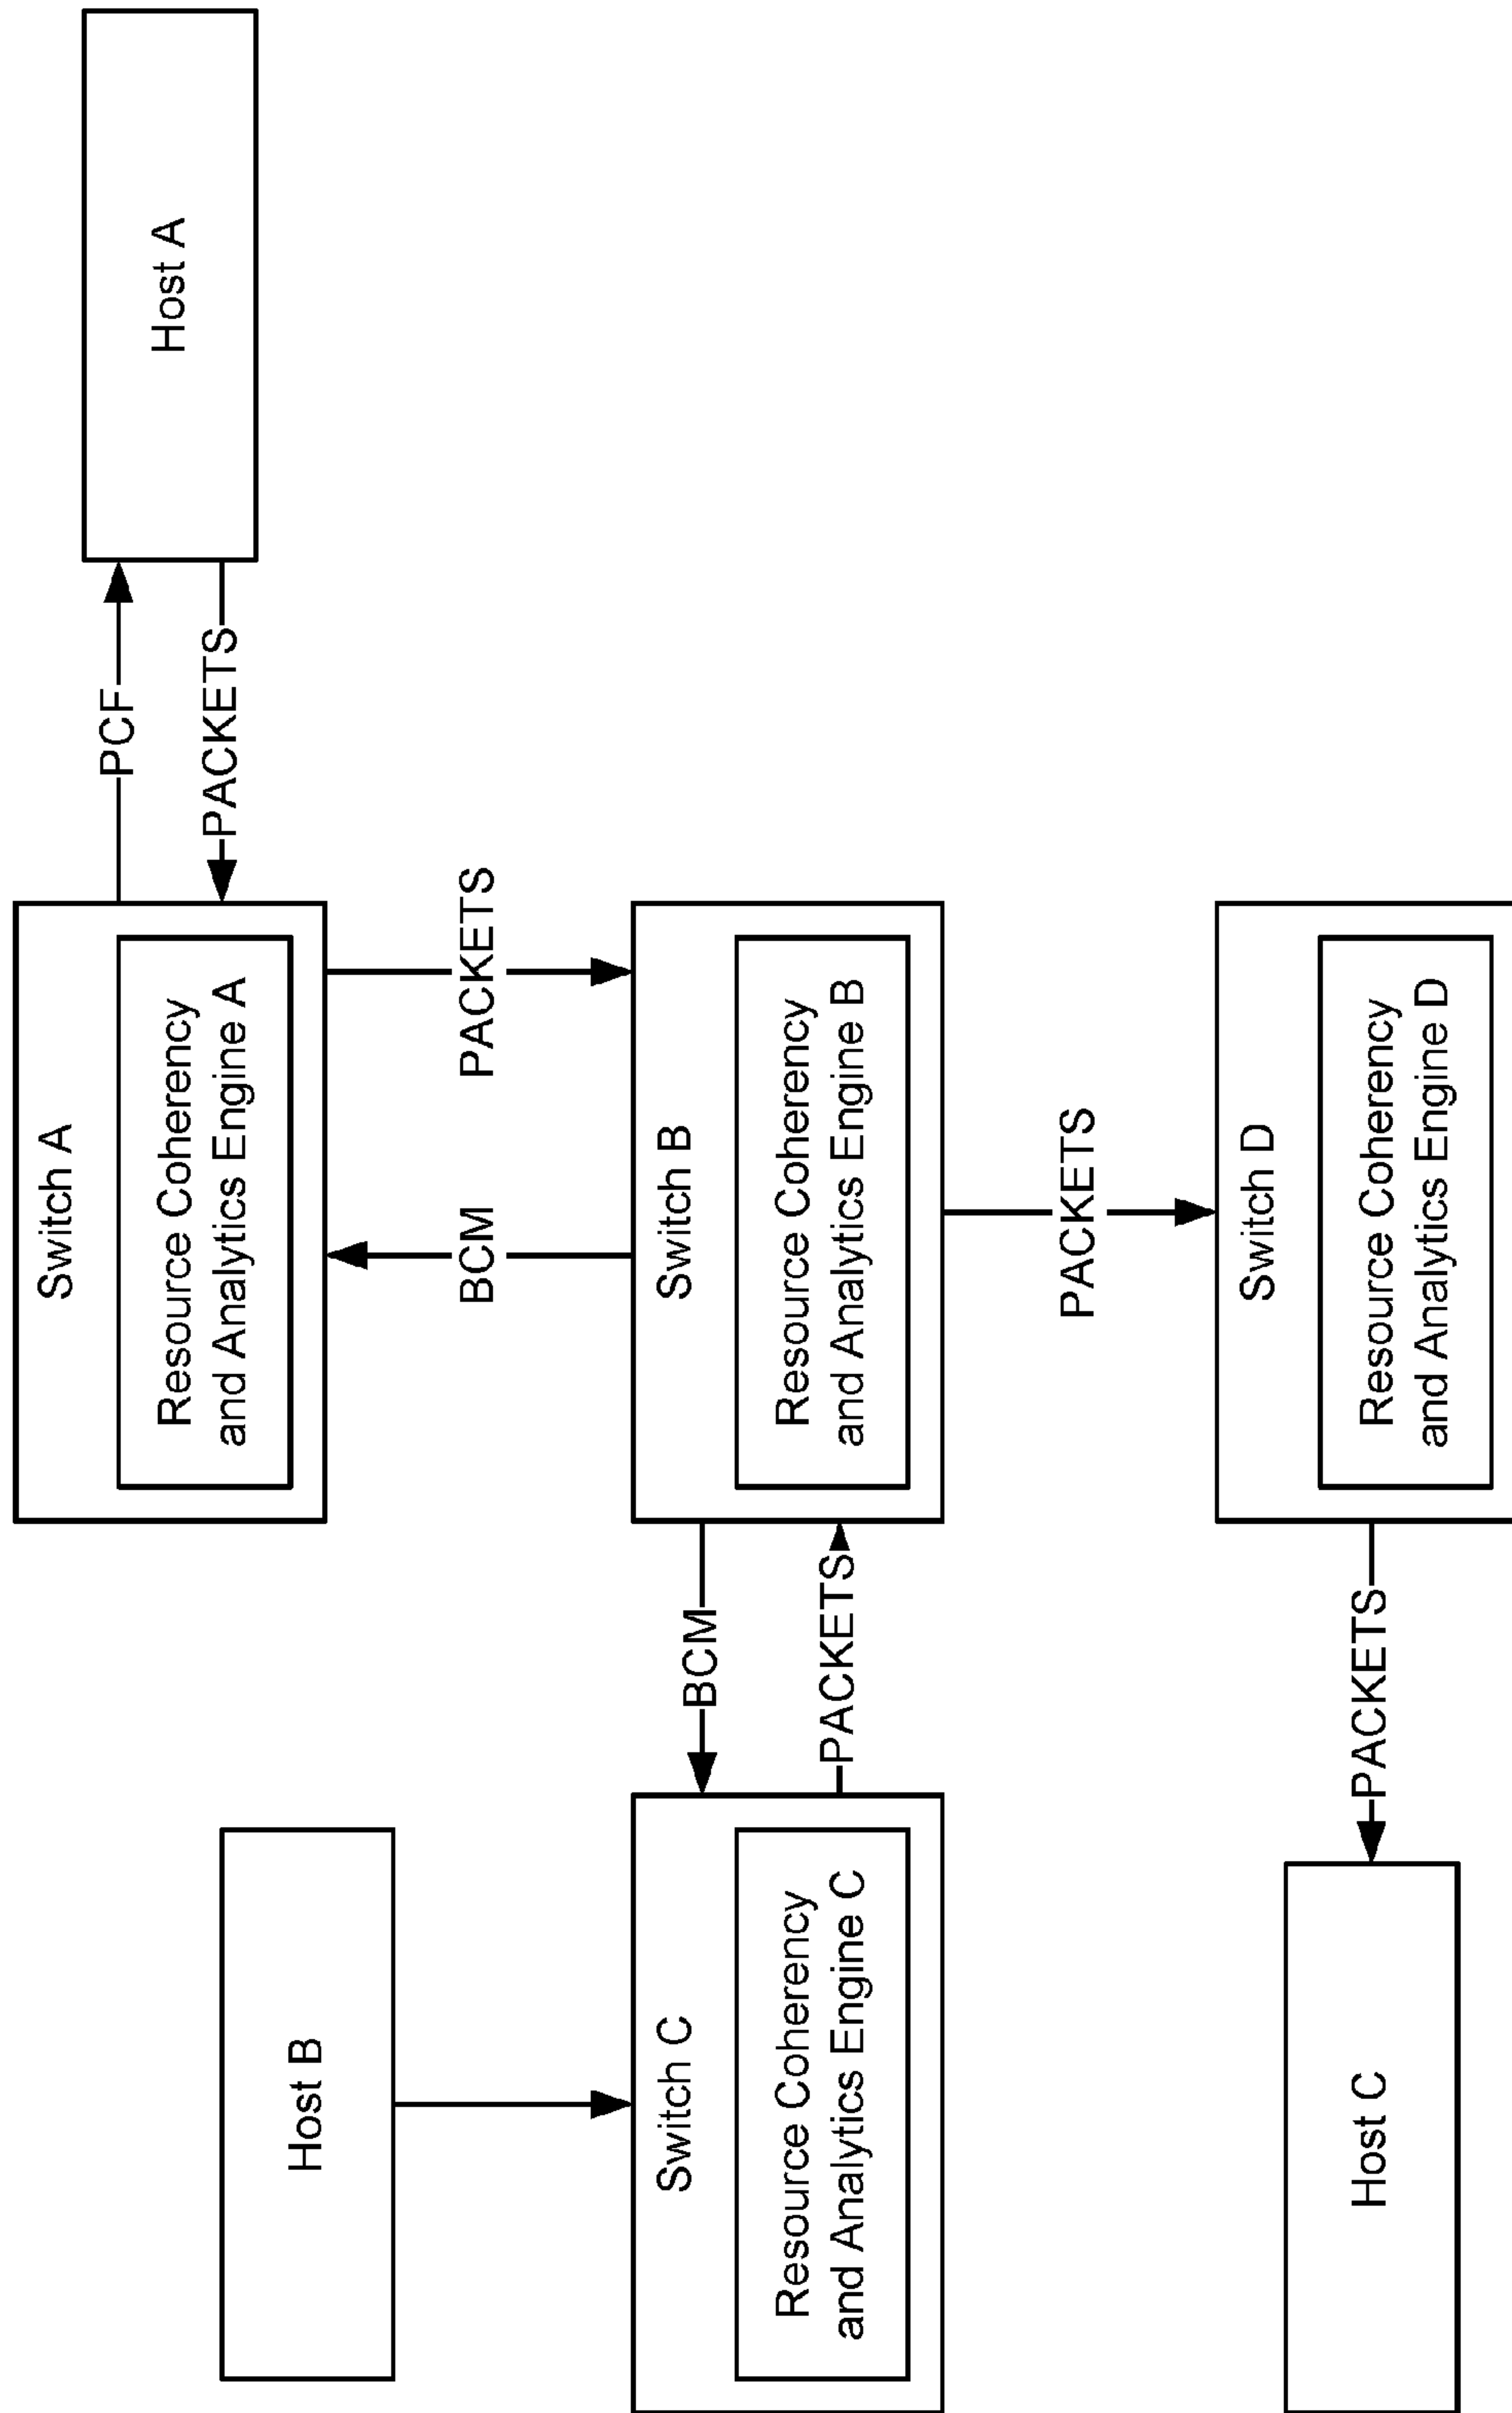 Switch A
Resource Coherency
and Analytics Engine A
PCF
PACKETS
Host A
Host B
BCM
PACKETS
Switch C
Resource Coherency
and Analytics Engine C
BCM
PACKETS
Switch B
Resource Coherency
and Analytics Engine B
PACKETS
Host C
PACKETS
Switch D
Resource Coherency
and Analytics Engine D